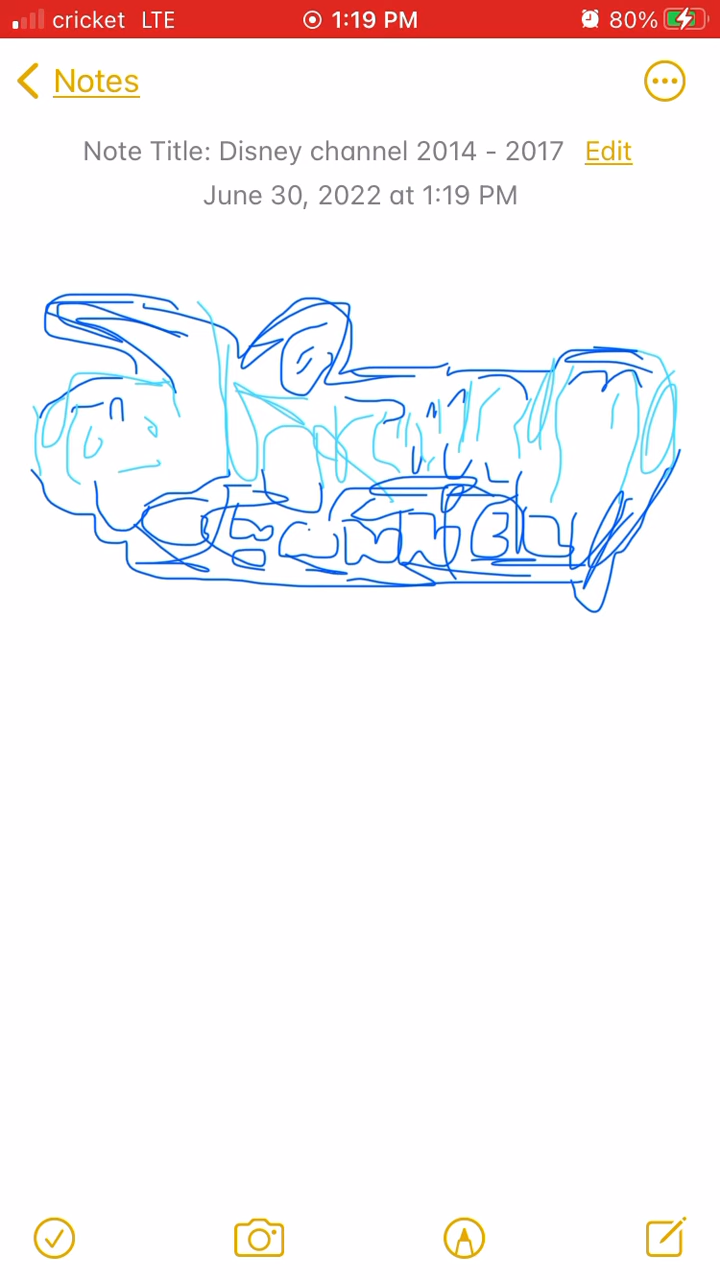 cricket LTE 1:19 PM 80%
Notes
Note Title: Disney channel 2014 - 2017 Edit
June 30, 2022 at 1:19 PM